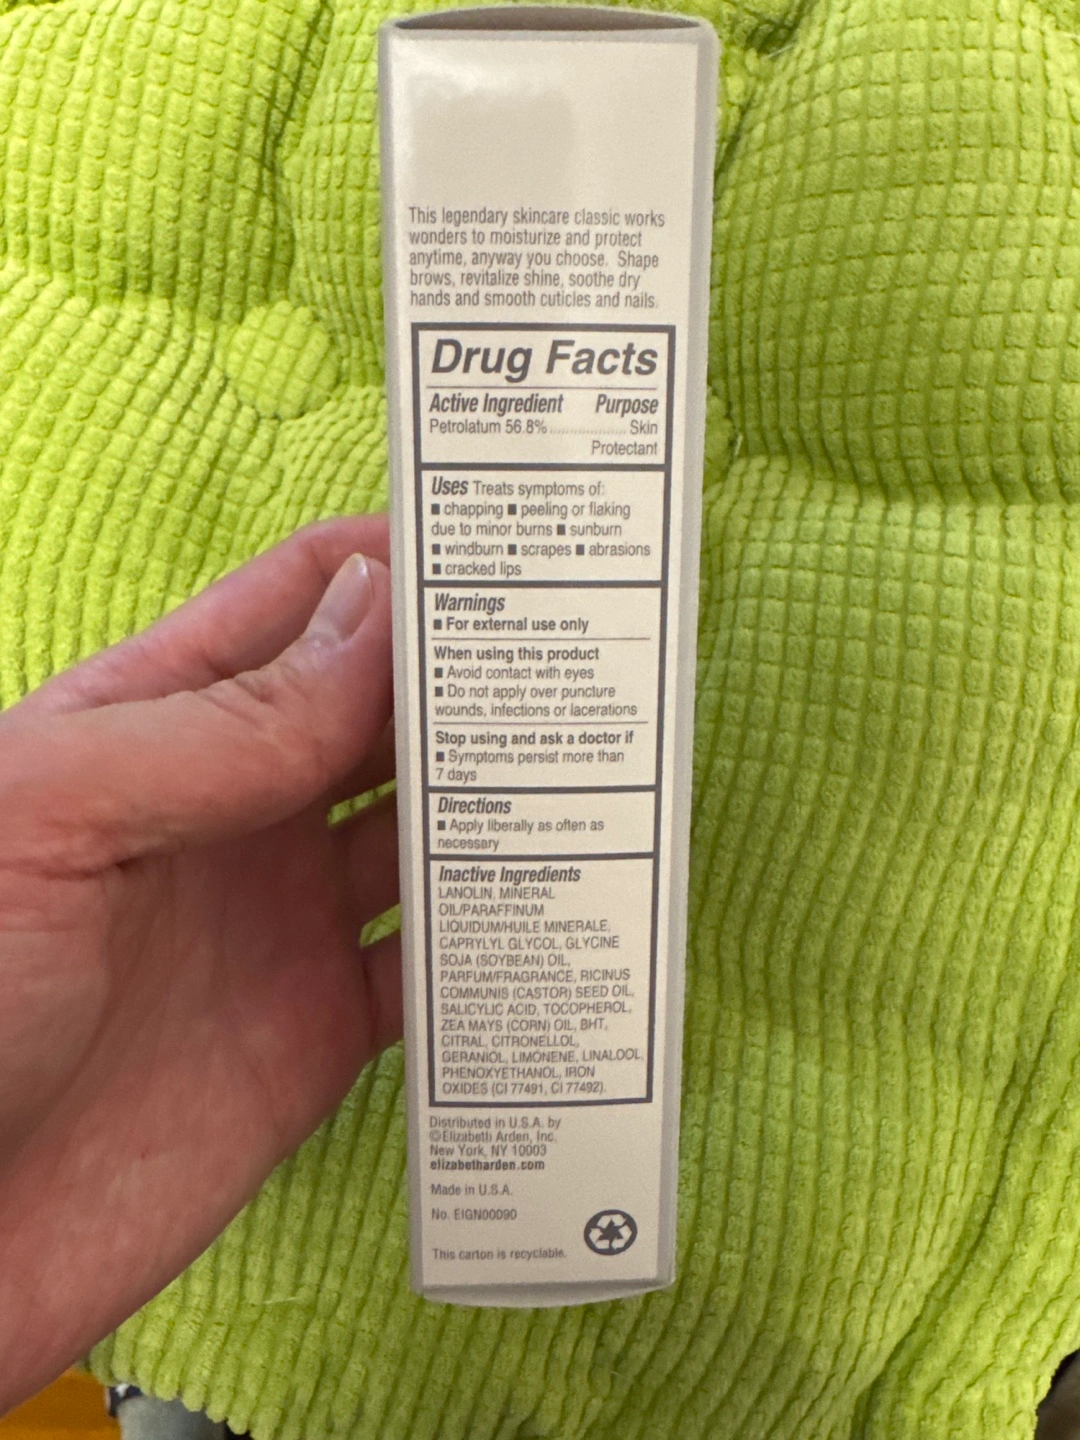 This legendary skincare classic works
wonders to moisturize and protect
anytime, anyway you choose. Shape
brows, revitalize shine, soothe dry
hands and smooth cuticles and nails.
Drug Facts
Active Ingredient Purpose
Petrolatum 56.8%................... Skin
Protectant
Uses Treats symptoms of:
■ chapping ■ peeling or flaking
due to minor burns ■ sunburn
■ windburn ■ scrapes ■ abrasions
■ cracked lips
Warnings
■ For external use only
When using this product
■ Avoid contact with eyes
■ Do not apply over puncture
wounds, infections or lacerations
Stop using and ask a doctor if
■ Symptoms persist more than
7 days
Directions
■ Apply liberally as often as
necessary
Inactive Ingredients
LANOLIN, MINERAL
OIL/PARAFFINUM
LIQUIDUM/HUILE MINERALE,
CAPRYLYL GLYCOL, GLYCINE
SOJA (SOYBEAN) OIL,
PARFUM/FRAGRANCE, RICINUS
COMMUNIS (CASTOR) SEED OIL,
SALICYLIC ACID, TOCOPHEROL,
ZEA MAYS (CORN) OIL, BHT,
CITRAL, CITRONELLOL,
GERANIOL, LIMONENE, LINALOOL,
PHENOXYETHANOL, IRON
OXIDES (CI 77491, CI 77492).
Distributed in U.S.A. by
©Elizabeth Arden, Inc.
New York, NY 10003
elizabetharden.com
Made in U.S.A.
No. EIGN00090
This carton is recyclable.